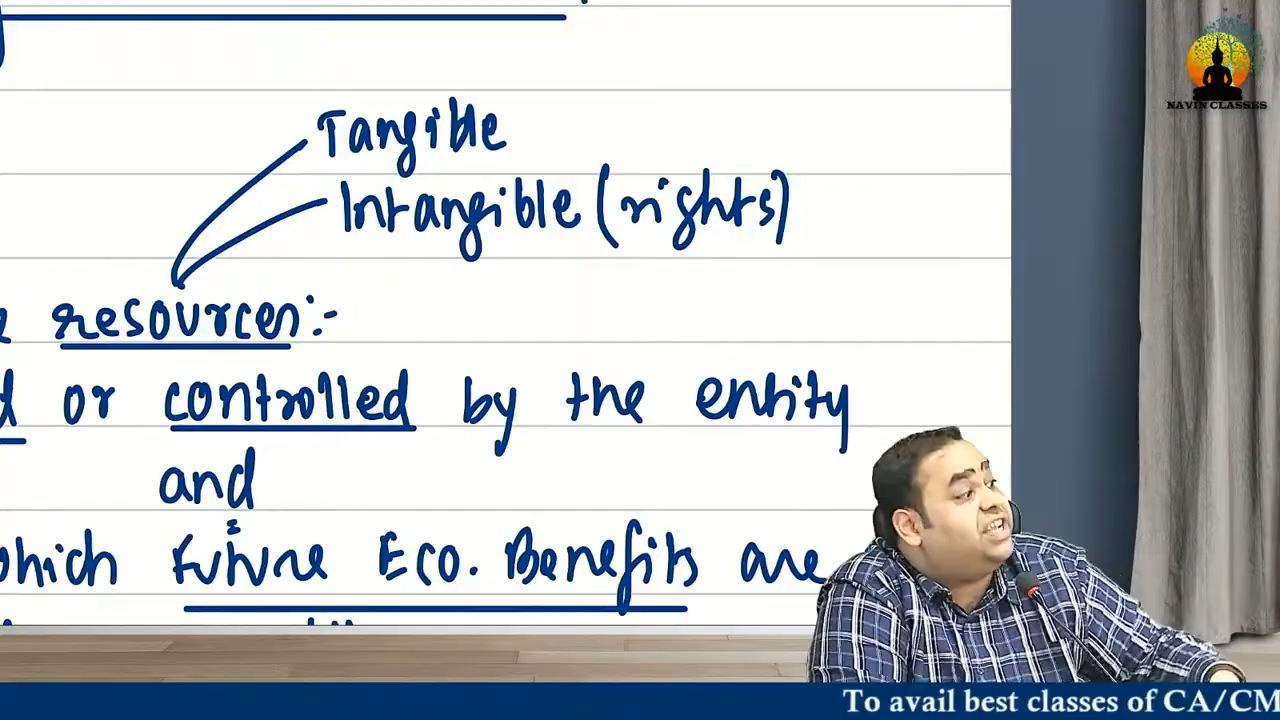 Tangible
Intangible (rights)
resources:-
or controlled by the entity
and
which future Eco. Benefits are
NAVIN CLASSES
To avail best classes of CA/CM